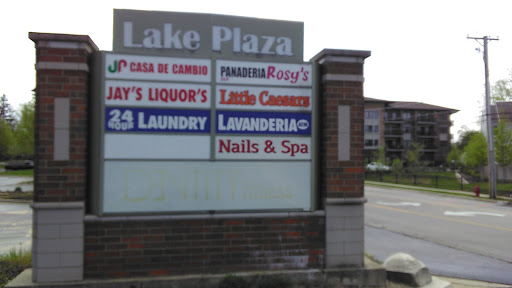 Lake Plaza
JP CASA DE CAMBIO
PANADERIA Rosy's
JAY'S LIQUOR'S
Little Caesars
24 HOUR LAUNDRY
LAVANDERIA
Nails & Spa